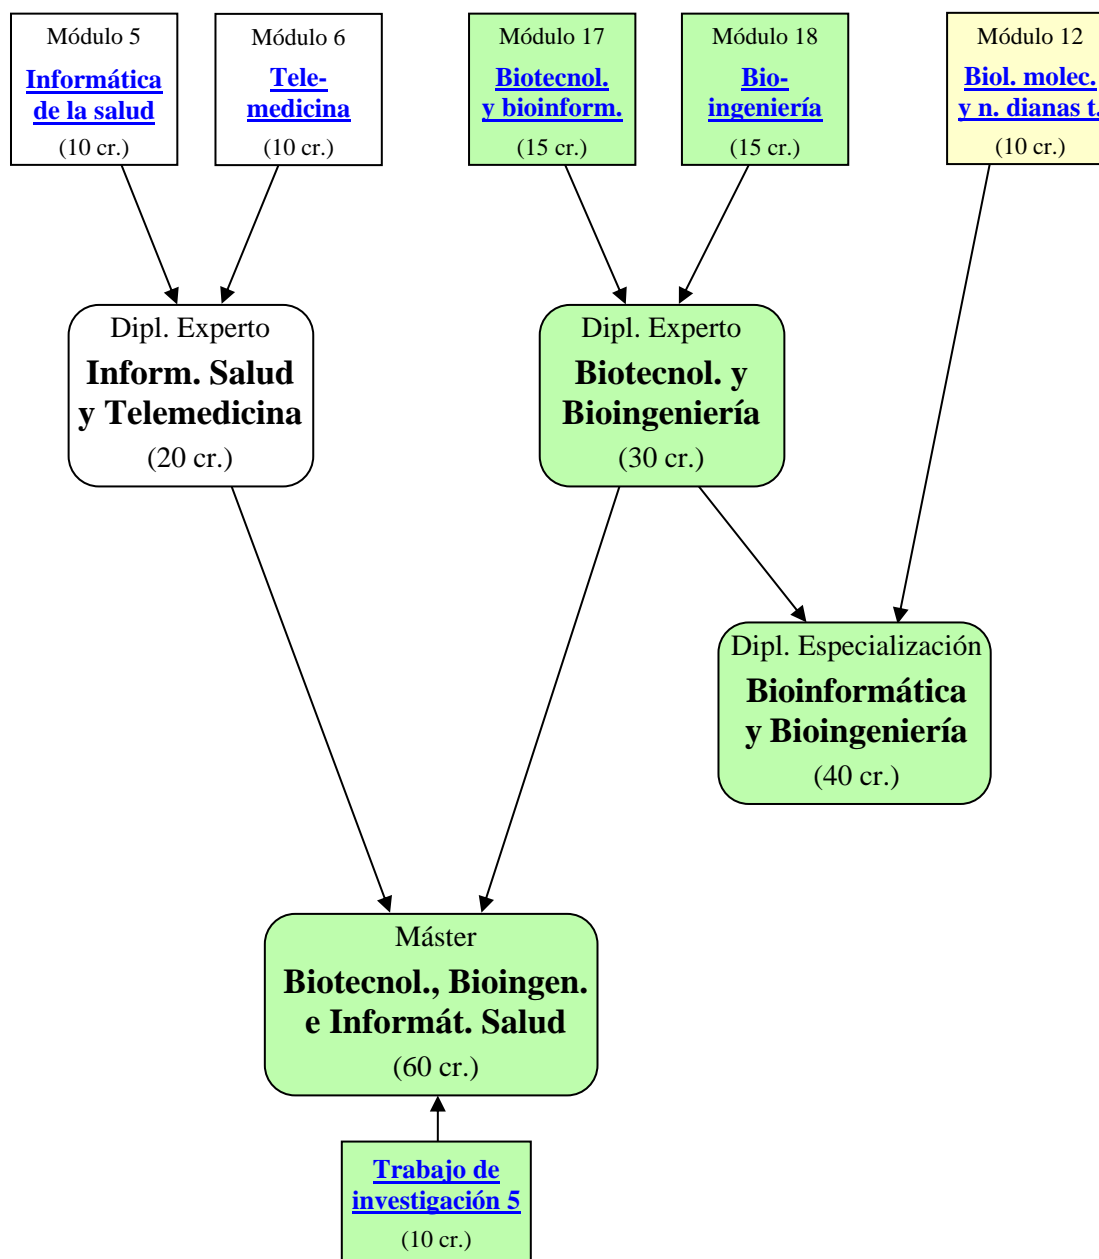 Módulo 5
Informática
de la salud
(10 cr.)
Módulo 6
Tele-
medicina
(10 cr.)
Módulo 17
Biotecnol.
y bioinform.
(15 cr.)
Módulo 18
Bio-
ingeniería
(15 cr.)
Módulo 12
Biol. molec.
y n. dianas t.
(10 cr.)
Dipl. Experto
Inform. Salud
y Telemedicina
(20 cr.)
Dipl. Experto
Biotecnol. y
Bioingeniería
(30 cr.)
Dipl. Especialización
Bioinformática
y Bioingeniería
(40 cr.)
Máster
Biotecnol., Bioingen.
e Informát. Salud
(60 cr.)
Trabajo de
investigación 5
(10 cr.)